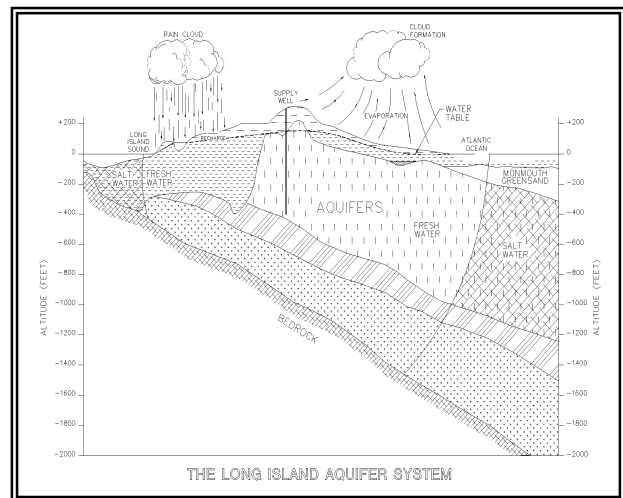 RAIN CLOUD
CLOUD
FORMATION
SUPPLY
WELL
EVAPORATION
WATER
TABLE
LONG
ISLAND
SOUND
RECHARGE
ATLANTIC
OCEAN
+200
0
-200
-400
-600
-800
-1000
-1200
-1400
-1600
-1800
-2000
ALTITUDE (FEET)
SALT
WATER
FRESH
WATER
AQUIFERS
FRESH
WATER
MONMOUTH
GREENSAND
SALT
WATER
BEDROCK
+200
0
-200
-400
-600
-800
-1000
-1200
-1400
-1600
-1800
-2000
ALTITUDE (FEET)
THE LONG ISLAND AQUIFER SYSTEM